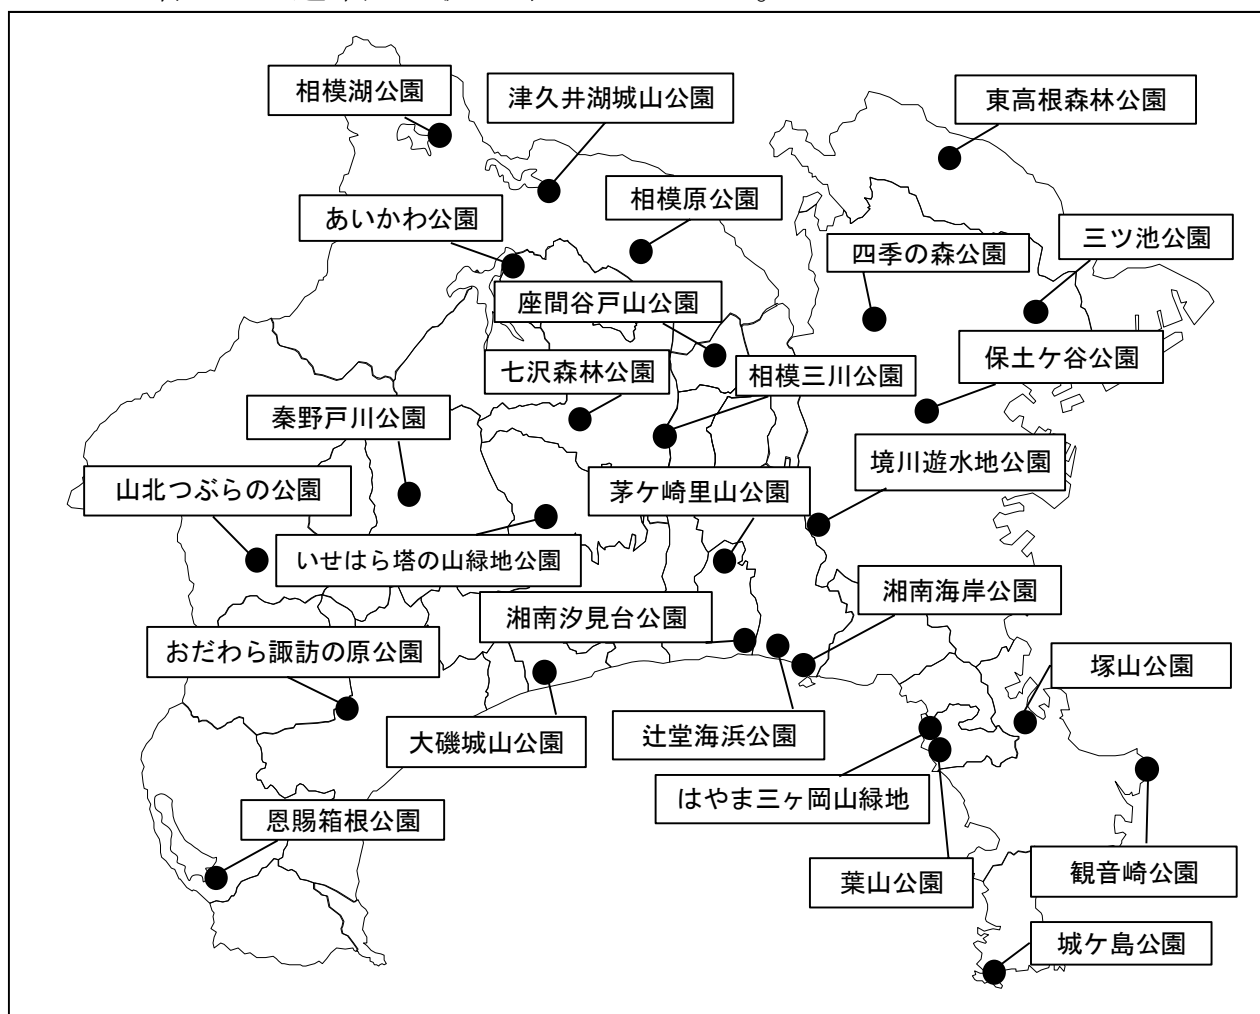 相模湖公園
津久井湖城山公園
東高根森林公園
あいかわ公園
相模原公園
三ツ池公園
四季の森公園
座間谷戸山公園
保土ケ谷公園
七沢森林公園
相模三川公園
秦野戸川公園
境川遊水地公園
山北つぶらの公園
茅ケ崎里山公園
いせはら塔の山緑地公園
湘南海岸公園
湘南汐見台公園
おだわら諏訪の原公園
塚山公園
大磯城山公園
辻堂海浜公園
はやま三ヶ岡山緑地
恩賜箱根公園
葉山公園
観音崎公園
城ケ島公園